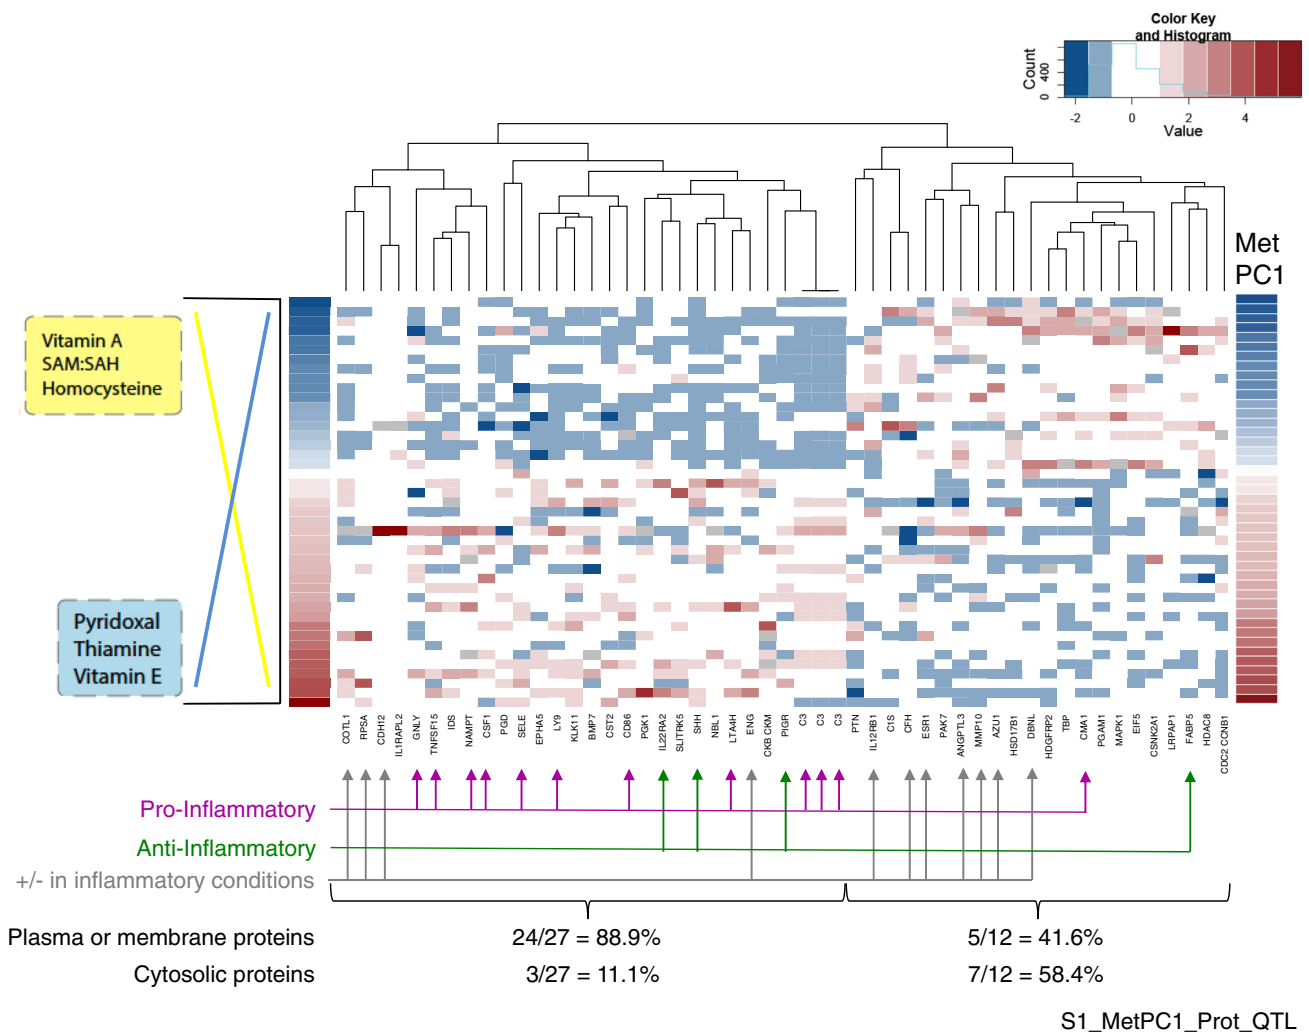 Color Key
and Histogram
Count
0
400
-2
0
2
4
Value
Met
PC1
Vitamin A
SAM:SAH
Homocysteine
Pyridoxal
Thiamine
Vitamin E
COTL1
RPSA
CDH12
IL1RAPL2
GNLY
TNFSF15
IDS
NAMPT
CSF1
PGD
SELE
EPHA5
LY9
KLK11
BMP7
CST2
CD86
PGK1
IL22RA2
SLITRK5
SHH
NBL1
LTA4H
ENG
CKB CKM
PIGR
C3
C3
C3
PTN
IL12RB1
C1S
CFH
ESR1
PAK7
ANGPTL3
MMP10
AZU1
HSD17B1
DBNL
HDGFRP2
TBP
CMA1
PGAM1
MAPK1
EIF5
CSNK2A1
LRPAP1
FABP5
HDAC8
CDC2 CCNB1
Pro-Inflammatory
Anti-Inflammatory
+/- in inflammatory conditions
Plasma or membrane proteins 24/27 = 88.9% 5/12 = 41.6%
Cytosolic proteins 3/27 = 11.1% 7/12 = 58.4%
S1_MetPC1_Prot_QTL